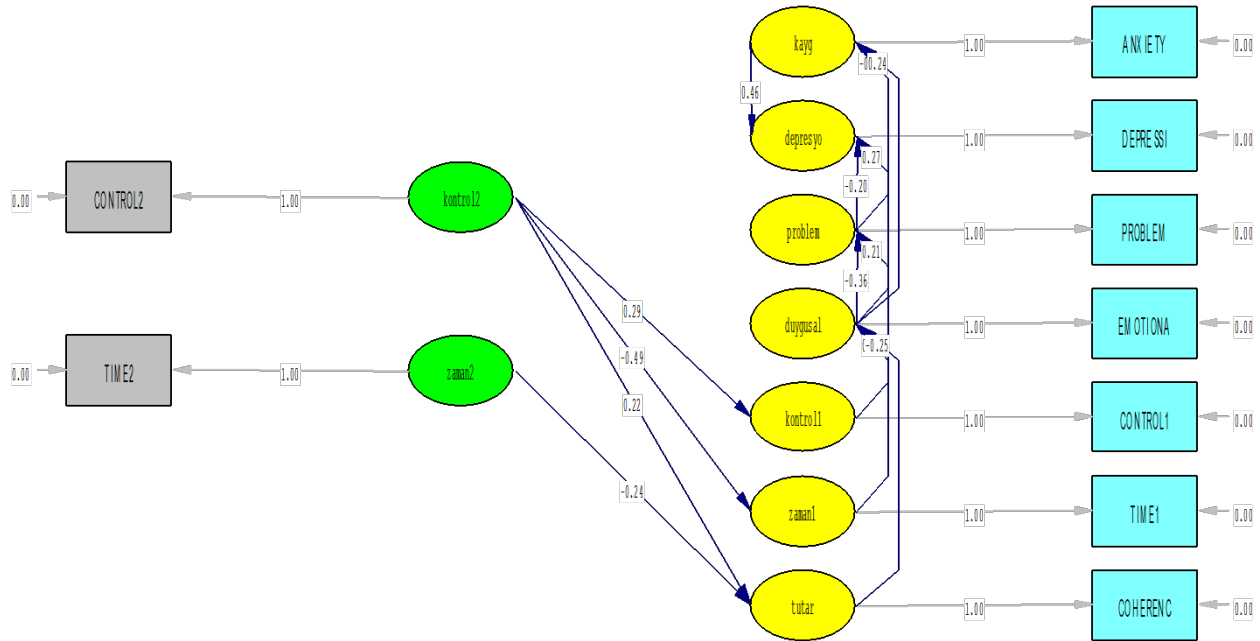 kayg
1.00
ANXIETY
0.00
-00.24
0.46
depresyo
1.00
DEPRESSI
0.00
0.27
-0.20
0.00
CONTROL2
1.00
kontrol2
problem
1.00
PROBLEM
0.00
0.21
-0.36
0.29
duygusal
1.00
EMOTIONA
0.00
-0.25
-0.49
0.00
TIME2
1.00
zaman2
0.22
kontrol1
1.00
CONTROL1
0.00
-0.24
zaman1
1.00
TIME1
0.00
tutar
1.00
COHERENC
0.00